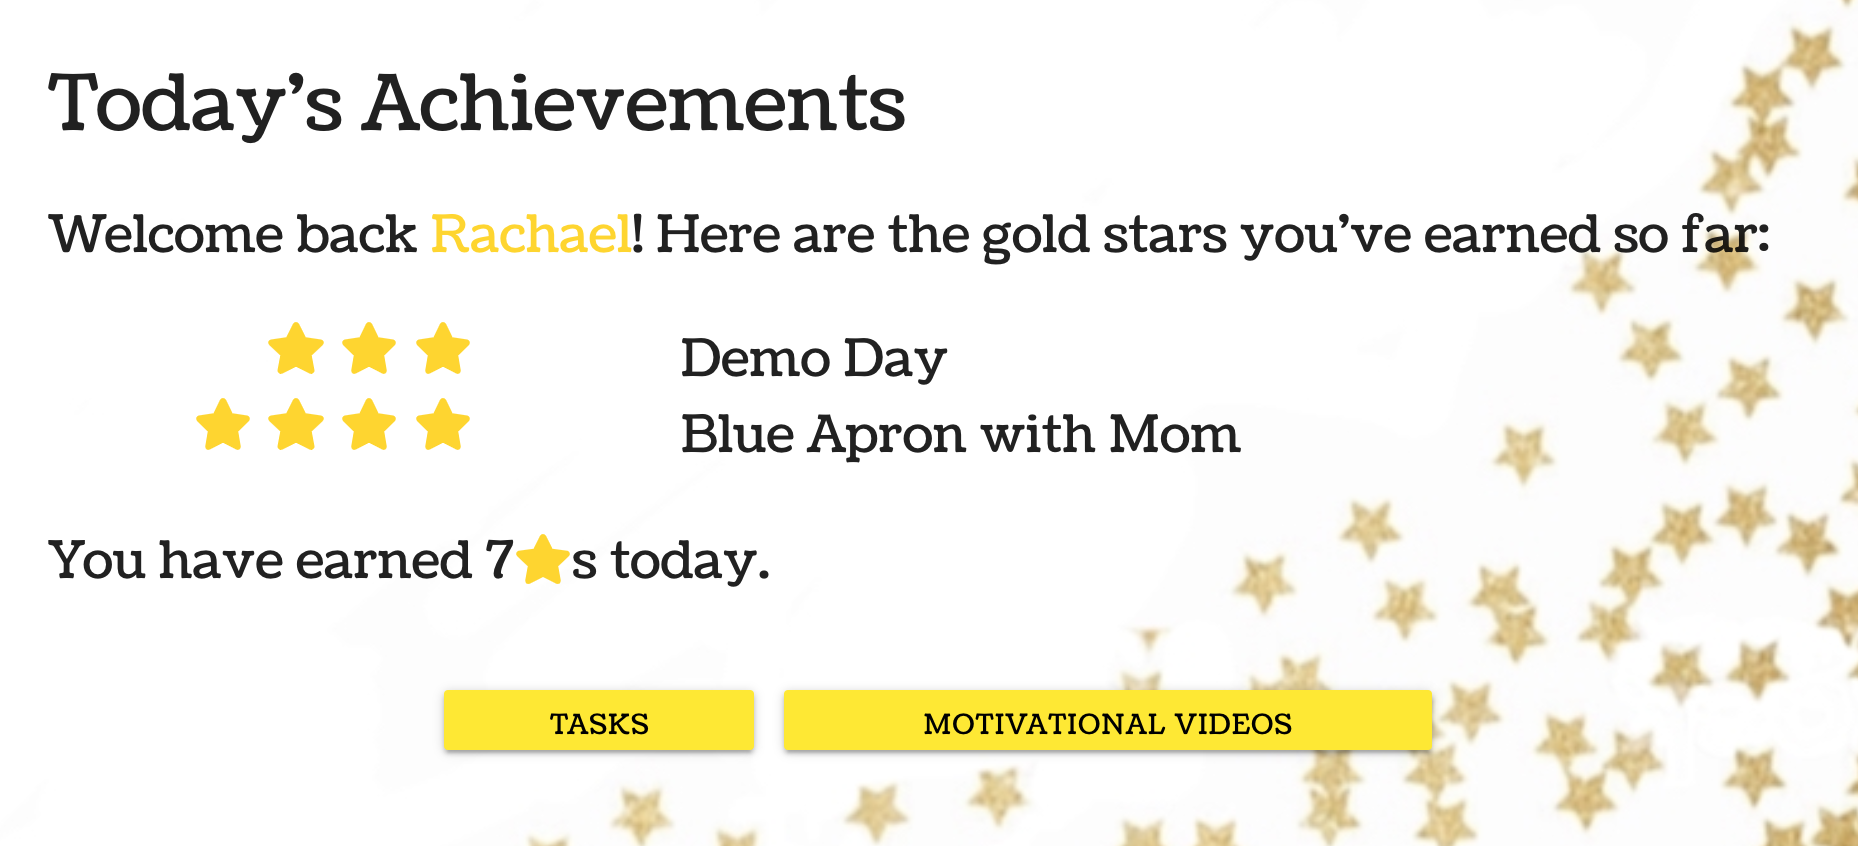 Today’s Achievements
Welcome back Rachael! Here are the gold stars you’ve earned so far:
Demo Day
Blue Apron with Mom
You have earned 7⭐s today.
TASKS
MOTIVATIONAL VIDEOS